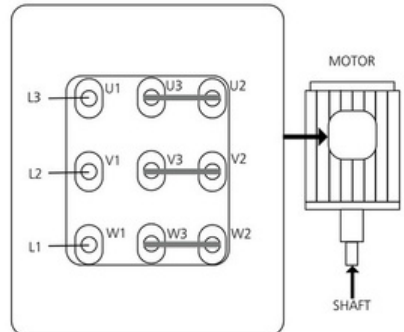 MOTOR
L3 U1 U3 U2
L2 V1 V3 V2
L1 W1 W3 W2
SHAFT